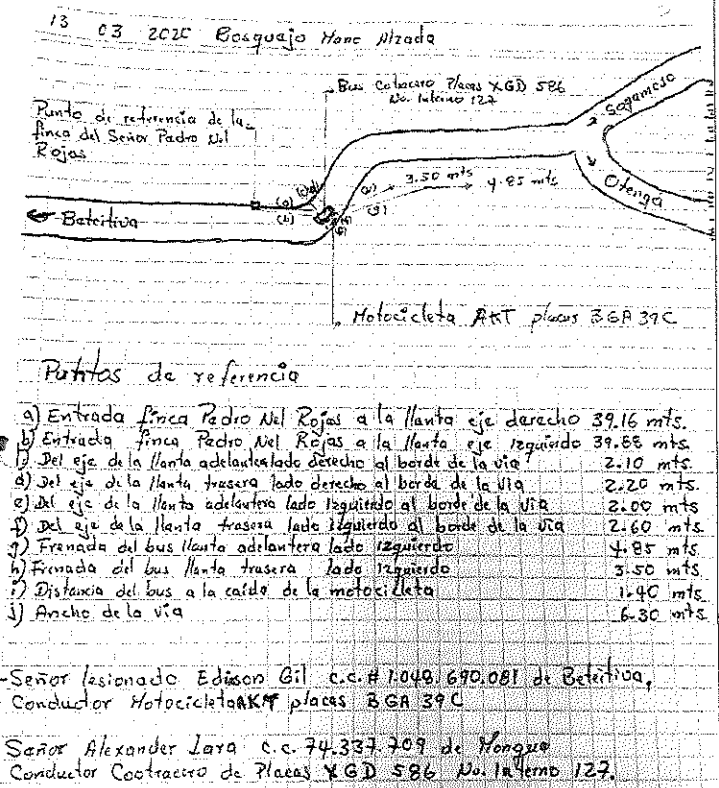 13 03 2020 Bosquejo Mano Alzada
Bus Cotracero Placas XGD 586
No. Interno 127
Sogamoso
Punto de referencia de la
finca del Señor Pedro Nel
Rojas
(c) (d)
(h) 3.50 mts
4.85 mts
(a)
(b)
(g)
Otenga
← Beteitiva
(e)
(f)
Motocicleta AKT placas BGA 39C
Puntos de referencia
a) Entrada finca Pedro Nel Rojas a la llanta eje derecho 39.16 mts.
b) Entrada finca Pedro Nel Rojas a la llanta eje izquierdo 39.88 mts.
c) Del eje de la llanta adelantera lado derecho al borde de la via 2.10 mts.
d) Del eje de la llanta trasera lado derecho al borde de la via 2.20 mts.
e) Del eje de la llanta adelantera lado izquierdo al borde de la via 2.00 mts
f) Del eje de la llanta trasera lado izquierdo al borde de la via 2.60 mts
g) Frenada del bus llanta adelantera lado izquierdo 4.85 mts.
h) Frenada del bus llanta trasera lado izquierdo 3.50 mts
i) Distancia del bus a la caida de la motocicleta 1.40 mts
j) Ancho de la vía 6.30 mts
-Señor lesionado Edison Gil c.c. # 1.048.690.081 de Beteitiva,
Conductor Motocicleta AKT placas BGA 39C
Señor Alexander Lara c.c. 74.337.709 de Mongua
Conductor Cootracero de Placas XGD 586 No. Interno 127.